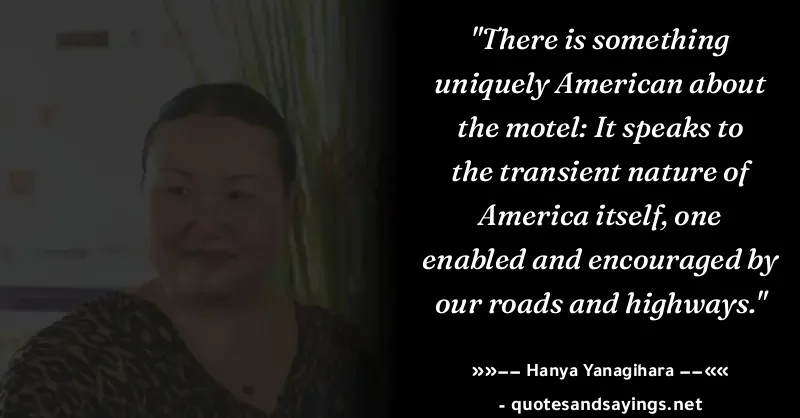 "There is something
uniquely American about
the motel: It speaks to
the transient nature of
America itself, one
enabled and encouraged by
our roads and highways."
»»−− Hanya Yanagihara −−««
- quotesandsayings.net